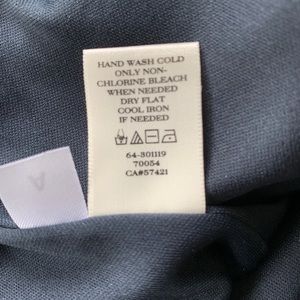 HAND WASH COLD
ONLY NON-
CHLORINE BLEACH
WHEN NEEDED
DRY FLAT
COOL IRON
IF NEEDED
64-301119
70054
CA#57421
A